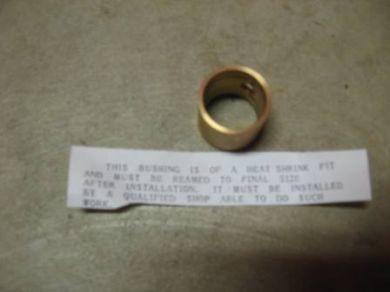 THIS BUSHING IS OF A HEAT SHRINK FIT
AND MUST BE REAMED TO FINAL SIZE
AFTER INSTALLATION. IT MUST BE INSTALLED
BY A QUALIFIED SHOP ABLE TO DO SUCH
WORK